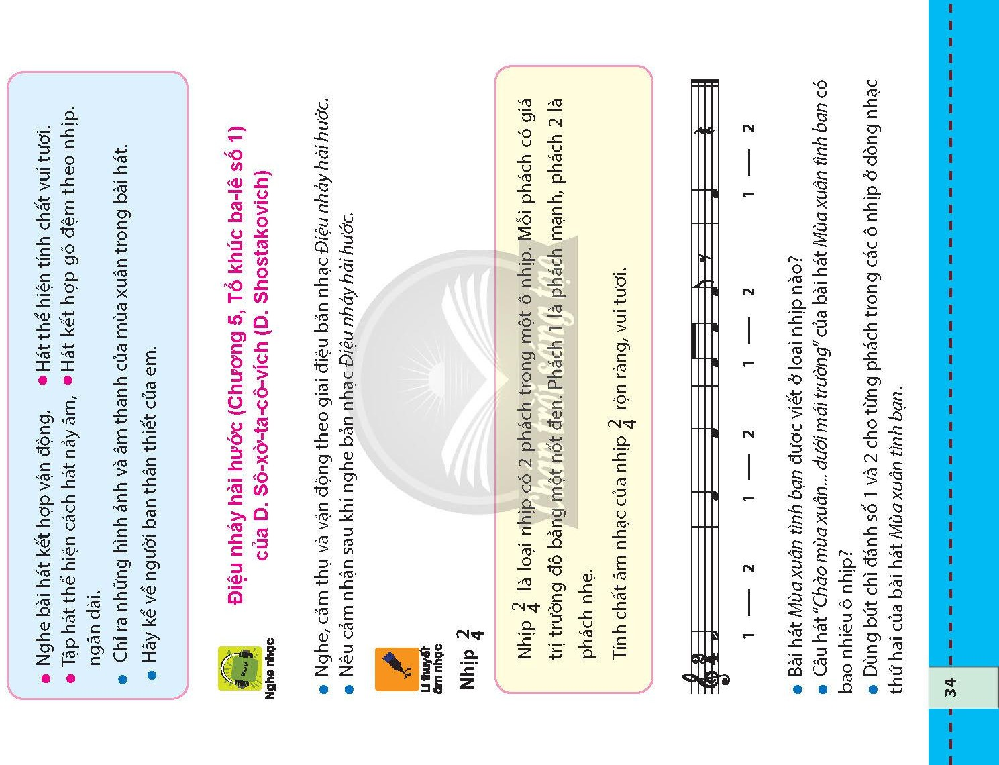 ● Nghe bài hát kết hợp vận động. ● Hát thể hiện tính chất vui tươi.
● Tập hát thể hiện cách hát nảy âm, ● Hát kết hợp gõ đệm theo nhịp.
ngân dài.
● Chỉ ra những hình ảnh và âm thanh của mùa xuân trong bài hát.
● Hãy kể về người bạn thân thiết của em.
Nghe nhạc
Điệu nhảy hài hước (Chương 5, Tổ khúc ba-lê số 1)
của D. Sô-xờ-ta-cô-vích (D. Shostakovich)
● Nghe, cảm thụ và vận động theo giai điệu bản nhạc Điệu nhảy hài hước.
● Nêu cảm nhận sau khi nghe bản nhạc Điệu nhảy hài hước.
Lí thuyết
âm nhạc
Nhịp 2/4
Nhịp 2/4 là loại nhịp có 2 phách trong một ô nhịp. Mỗi phách có giá
trị trường độ bằng một nốt đen. Phách 1 là phách mạnh, phách 2 là
phách nhẹ.
Tính chất âm nhạc của nhịp 2/4 rộn ràng, vui tươi.
Chân trời sáng tạo
2
4
1 — 2 1 — 2 1 — 2 1 — 2
● Bài hát Mùa xuân tình bạn được viết ở loại nhịp nào?
● Câu hát “Chào mùa xuân... dưới mái trường” của bài hát Mùa xuân tình bạn có
bao nhiêu ô nhịp?
● Dùng bút chì đánh số 1 và 2 cho từng phách trong các ô nhịp ở dòng nhạc
thứ hai của bài hát Mùa xuân tình bạn.
34